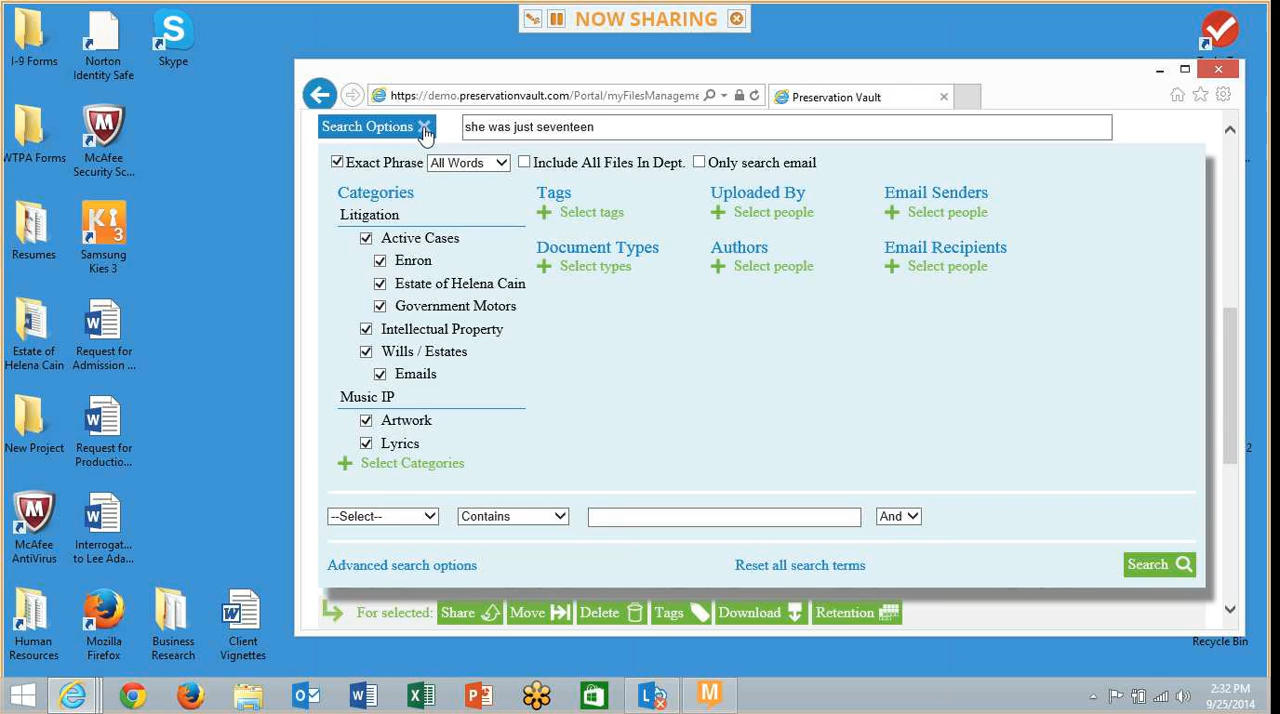 NOW SHARING
I-9 Forms
Norton
Identity Safe
Skype
WTPA Forms
McAfee
Security Sc...
Resumes
Samsung
Kies 3
Estate of
Helena Cain
Request for
Admission ...
New Project
Request for
Productio...
McAfee
AntiVirus
Interrogat...
to Lee Ada...
Human
Resources
Mozilla
Firefox
Business
Research
Client
Vignettes
Recycle Bin
https://demo.preservationvault.com/Portal/myFilesManageme
Preservation Vault
Search Options
she was just seventeen
Exact Phrase All Words Include All Files In Dept. Only search email
Categories Tags Uploaded By Email Senders
Litigation Select tags Select people Select people
Active Cases Document Types Authors Email Recipients
Enron Select types Select people Select people
Estate of Helena Cain
Government Motors
Intellectual Property
Wills / Estates
Emails
Music IP
Artwork
Lyrics
Select Categories
--Select-- Contains And
Advanced search options Reset all search terms Search
For selected: Share Move Delete Tags Download Retention
2:32 PM
9/25/2014